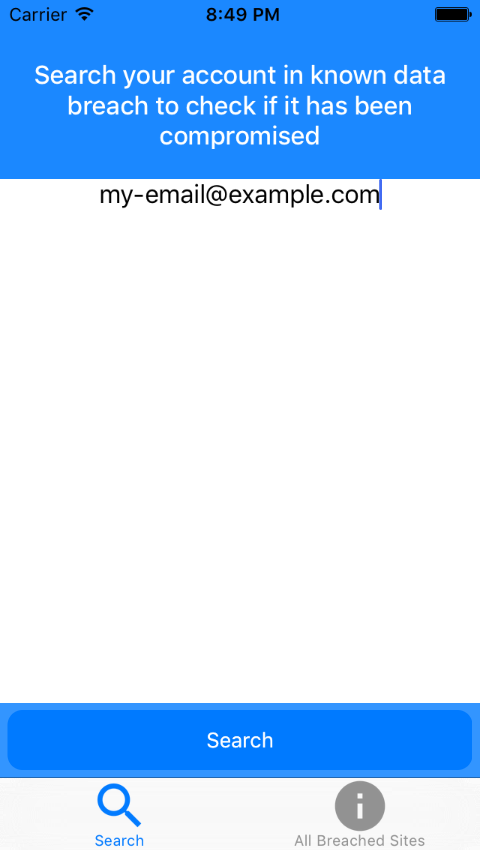 Carrier 8:49 PM
Search your account in known data
breach to check if it has been
compromised
my-email@example.com
Search
Search All Breached Sites